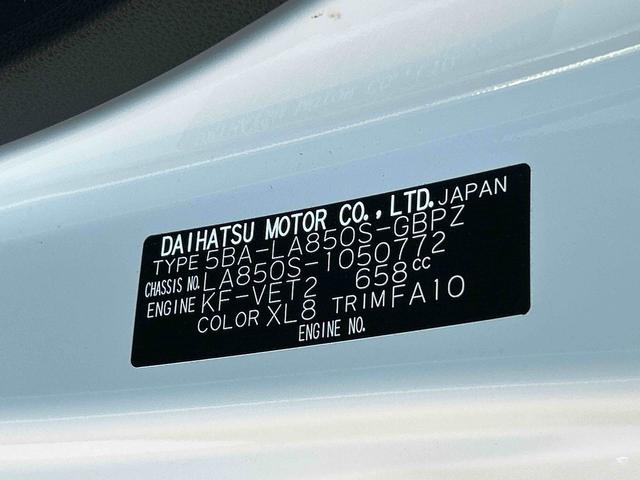 DAIHATSU MOTOR CO., LTD. JAPAN
TYPE 5BA-LA850S-GBPZ
CHASSIS NO. LA850S-1050772
ENGINE KF-VET2 658cc
COLOR XL8 TRIM FA10
ENGINE NO.